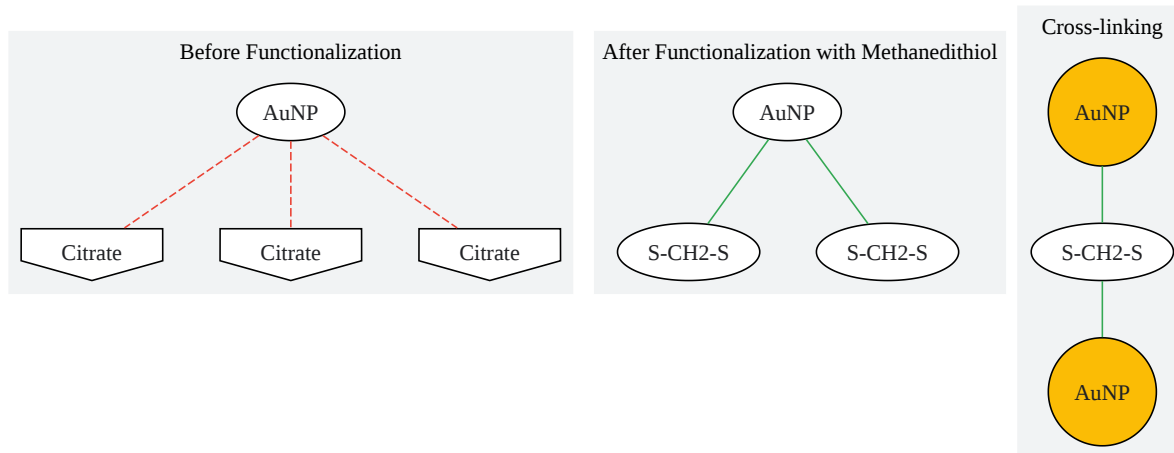 Before Functionalization
AuNP
Citrate
Citrate
Citrate
After Functionalization with Methanedithiol
AuNP
S-CH2-S
S-CH2-S
Cross-linking
AuNP
S-CH2-S
AuNP